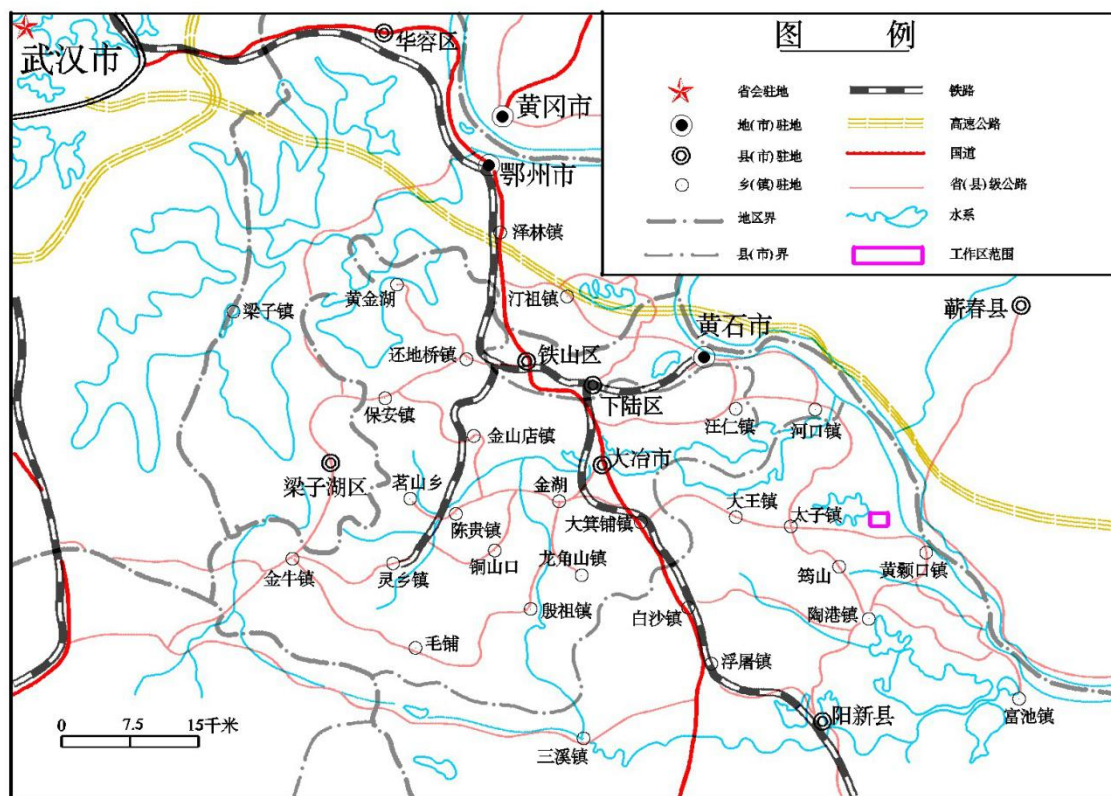 武汉市
华容区
黄冈市
鄂州市
泽林镇
黄金湖
汀祖镇
梁子镇
黄石市
蕲春县
还地桥镇
铁山区
下陆区
保安镇
汪仁镇
河口镇
金山店镇
大冶市
梁子湖区
茗山乡
金湖
大王镇
太子镇
陈贵镇
大箕铺镇
铜山口
龙角山镇
金牛镇
灵乡镇
筠山
黄颡口镇
殷祖镇
白沙镇
陶港镇
毛铺
浮屠镇
阳新县
富池镇
三溪镇
0 7.5 15千米
图 例
省会驻地
铁路
地(市)驻地
高速公路
县(市)驻地
国道
乡(镇)驻地
省(县)级公路
地区界
水系
县(市)界
工作区范围